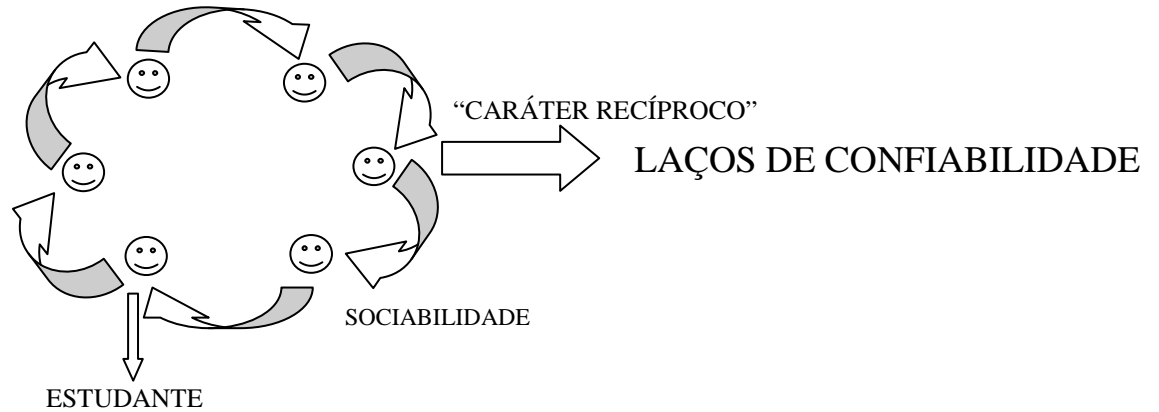 “CARÁTER RECÍPROCO”
LAÇOS DE CONFIABILIDADE
SOCIABILIDADE
ESTUDANTE